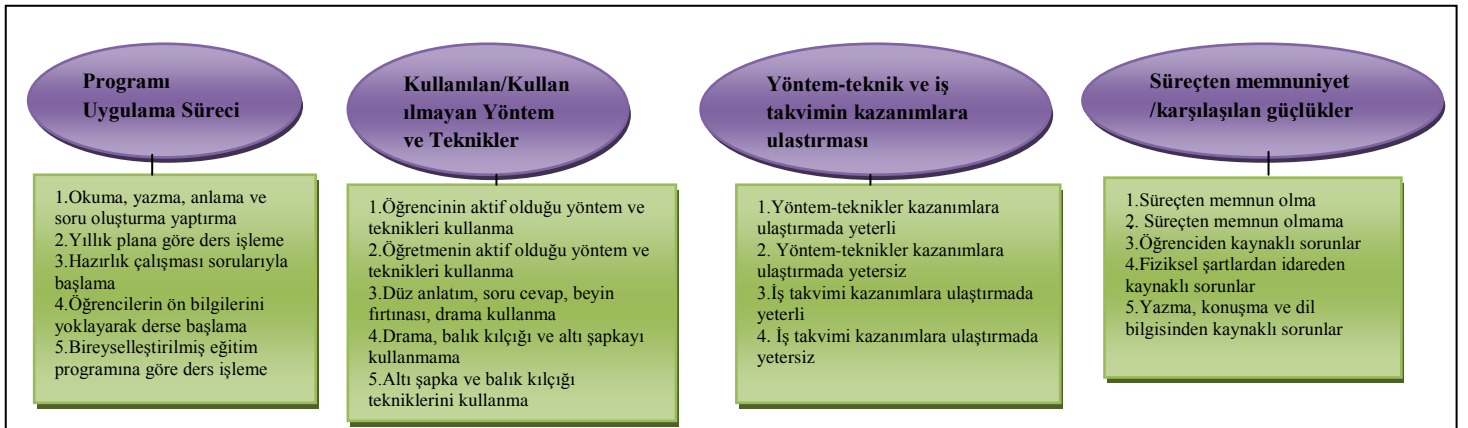 Programı
Uygulama Süreci
1.Okuma, yazma, anlama ve
soru oluşturma yaptırma
2.Yıllık plana göre ders işleme
3.Hazırlık çalışması sorularıyla
başlama
4.Öğrencilerin ön bilgilerini
yoklayarak derse başlama
5.Bireyselleştirilmiş eğitim
programına göre ders işleme
Kullanılan/Kullan
ılmayan Yöntem
ve Teknikler
1.Öğrencinin aktif olduğu yöntem ve
teknikleri kullanma
2.Öğretmenin aktif olduğu yöntem ve
teknikleri kullanma
3.Düz anlatım, soru cevap, beyin
fırtınası, drama kullanma
4.Drama, balık kılçığı ve altı şapkayı
kullanmama
5.Altı şapka ve balık kılçığı
tekniklerini kullanma
Yöntem-teknik ve iş
takvimin kazanımlara
ulaştırması
1.Yöntem-teknikler kazanımlara
ulaştırmada yeterli
2. Yöntem-teknikler kazanımlara
ulaştırmada yetersiz
3.İş takvimi kazanımlara ulaştırmada
yeterli
4. İş takvimi kazanımlara ulaştırmada
yetersiz
Süreçten memnuniyet
/karşılaşılan güçlükler
1.Süreçten memnun olma
2. Süreçten memnun olmama
3.Öğrenciden kaynaklı sorunlar
4.Fiziksel şartlardan idareden
kaynaklı sorunlar
5.Yazma, konuşma ve dil
bilgisinden kaynaklı sorunlar